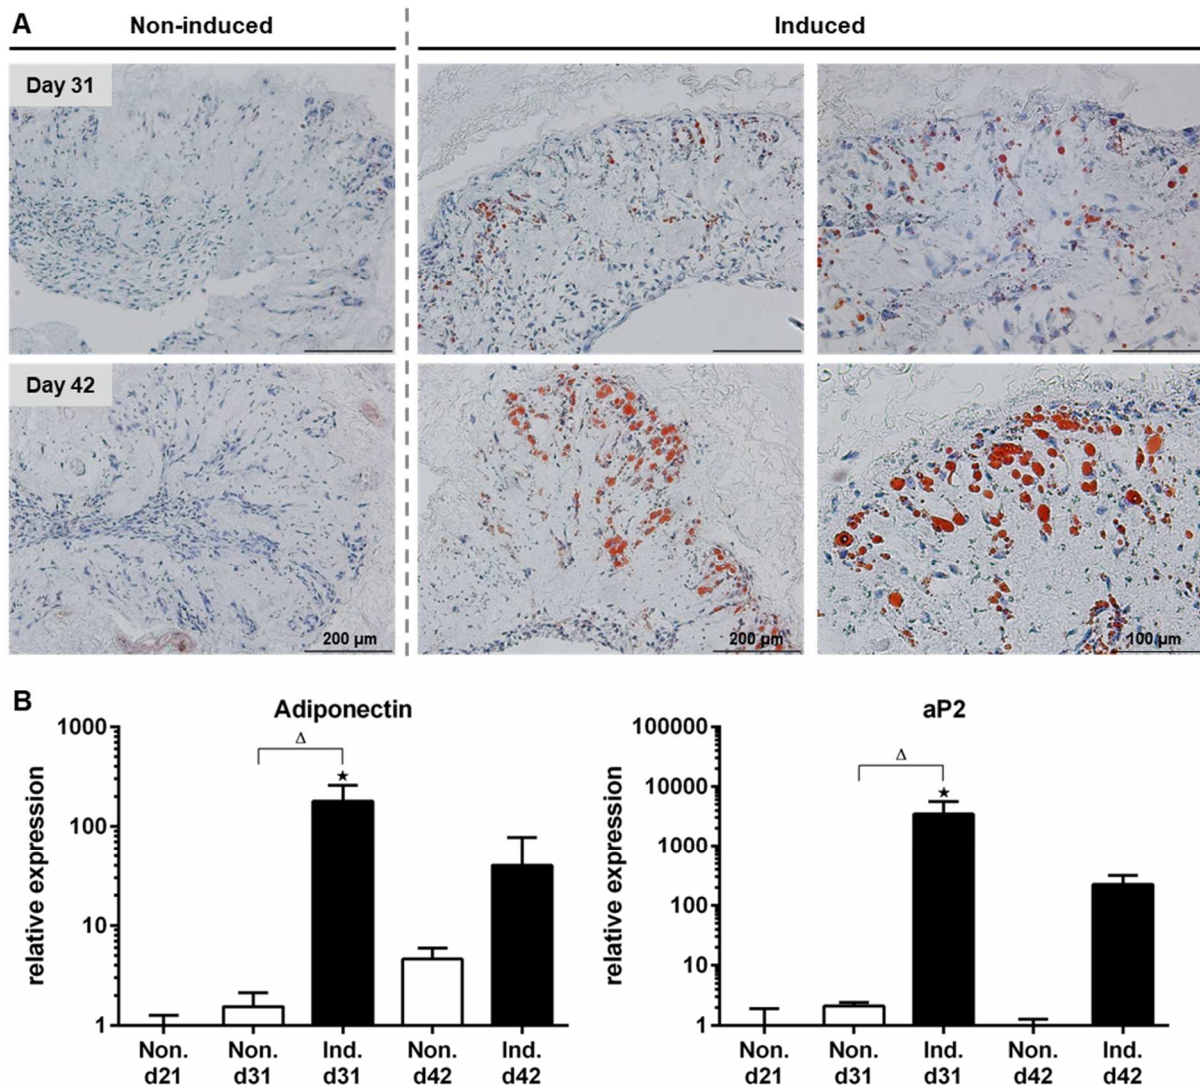 A
Non-induced
Induced
Day 31
Day 42
200 µm
200 µm
100 µm
B
Adiponectin
relative expression
1000
100
10
1
Δ
★
Non. Non. Ind. Non. Ind.
d21 d31 d31 d42 d42
aP2
relative expression
100000
10000
1000
100
10
1
Δ
★
Non. Non. Ind. Non. Ind.
d21 d31 d31 d42 d42